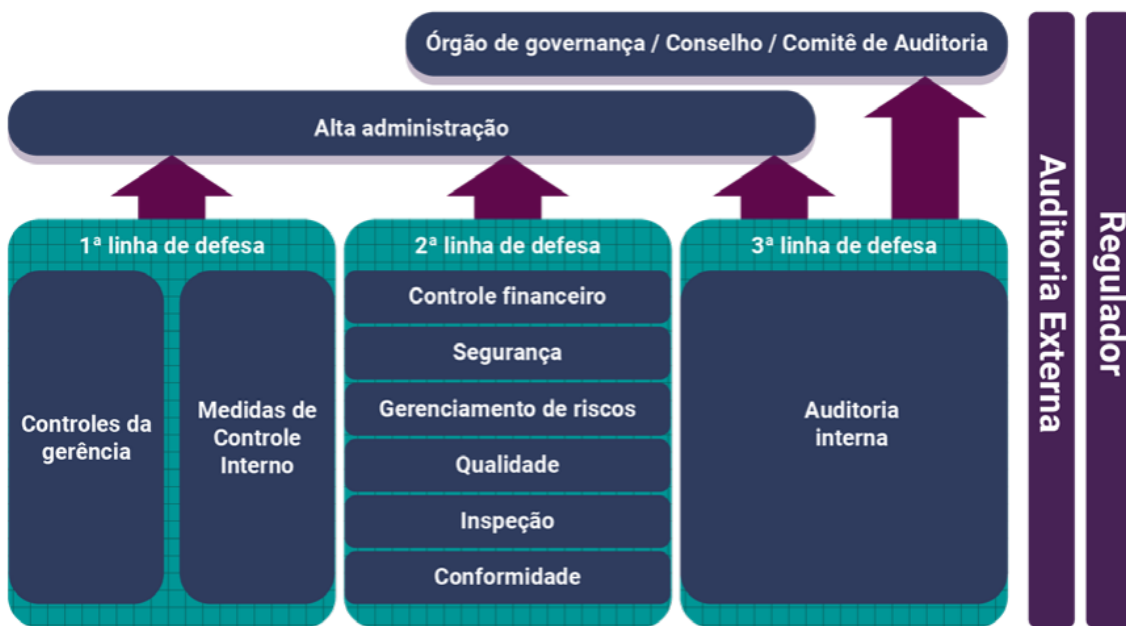 Órgão de governança / Conselho / Comitê de Auditoria
Alta administração
1ª linha de defesa
Controles da
gerência
Medidas de
Controle
Interno
2ª linha de defesa
Controle financeiro
Segurança
Gerenciamento de riscos
Qualidade
Inspeção
Conformidade
3ª linha de defesa
Auditoria
interna
Auditoria Externa
Regulador